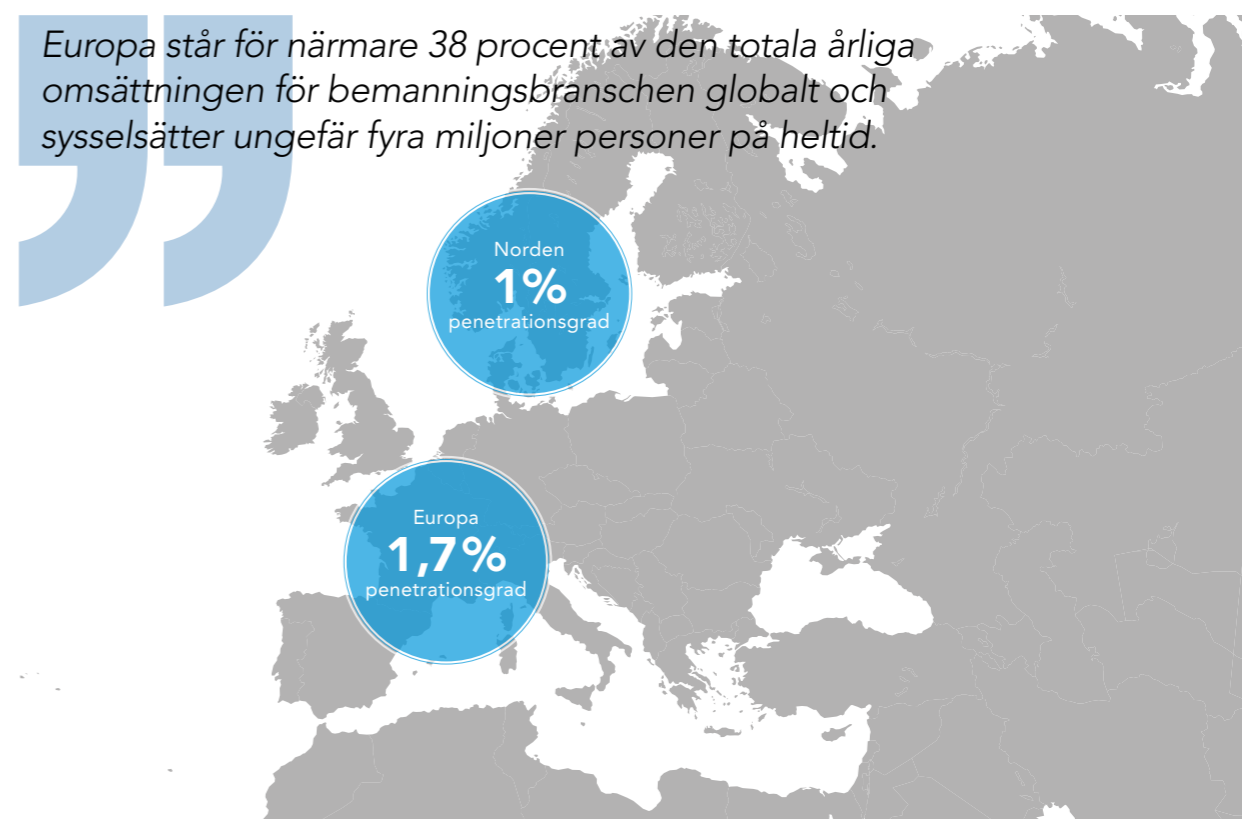 Europa står för närmare 38 procent av den totala årliga
omsättningen för bemanningsbranschen globalt och
sysselsätter ungefär fyra miljoner personer på heltid.
Norden
1%
penetrationsgrad
Europa
1,7%
penetrationsgrad